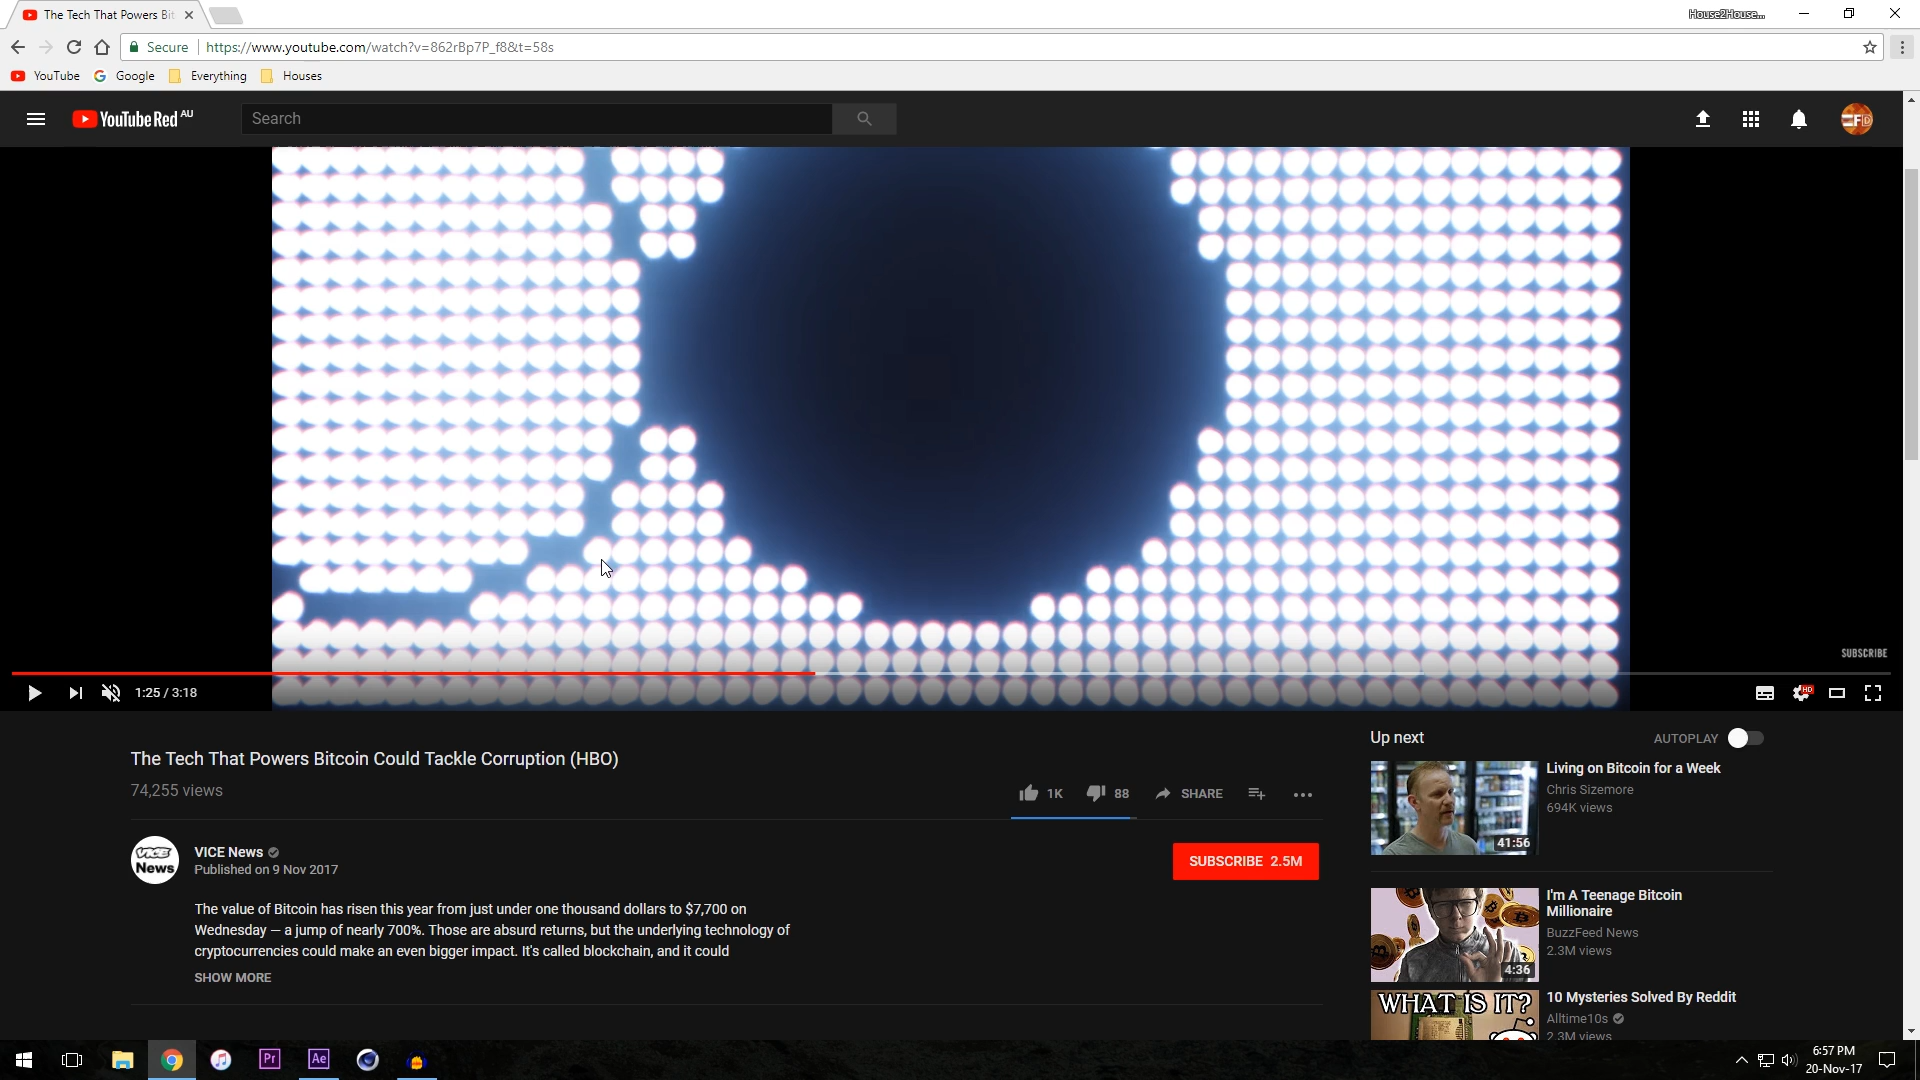 The Tech That Powers Bit
House2House...
Secure
https://www.youtube.com/watch?v=862rBp7P_f8&t=58s
YouTube
Google
Everything
Houses
YouTube Red AU
Search
SUBSCRIBE
1:25 / 3:18
HD
The Tech That Powers Bitcoin Could Tackle Corruption (HBO)
74,255 views
1K
88
SHARE
VICE News
VICE News
Published on 9 Nov 2017
SUBSCRIBE 2.5M
The value of Bitcoin has risen this year from just under one thousand dollars to $7,700 on
Wednesday — a jump of nearly 700%. Those are absurd returns, but the underlying technology of
cryptocurrencies could make an even bigger impact. It's called blockchain, and it could
SHOW MORE
Up next
AUTOPLAY
41:56
Living on Bitcoin for a Week
Chris Sizemore
694K views
4:36
I'm A Teenage Bitcoin
Millionaire
BuzzFeed News
2.3M views
WHAT IS IT?
10 Mysteries Solved By Reddit
Alltime10s
2.3M views
Pr
Ae
6:57 PM
20-Nov-17